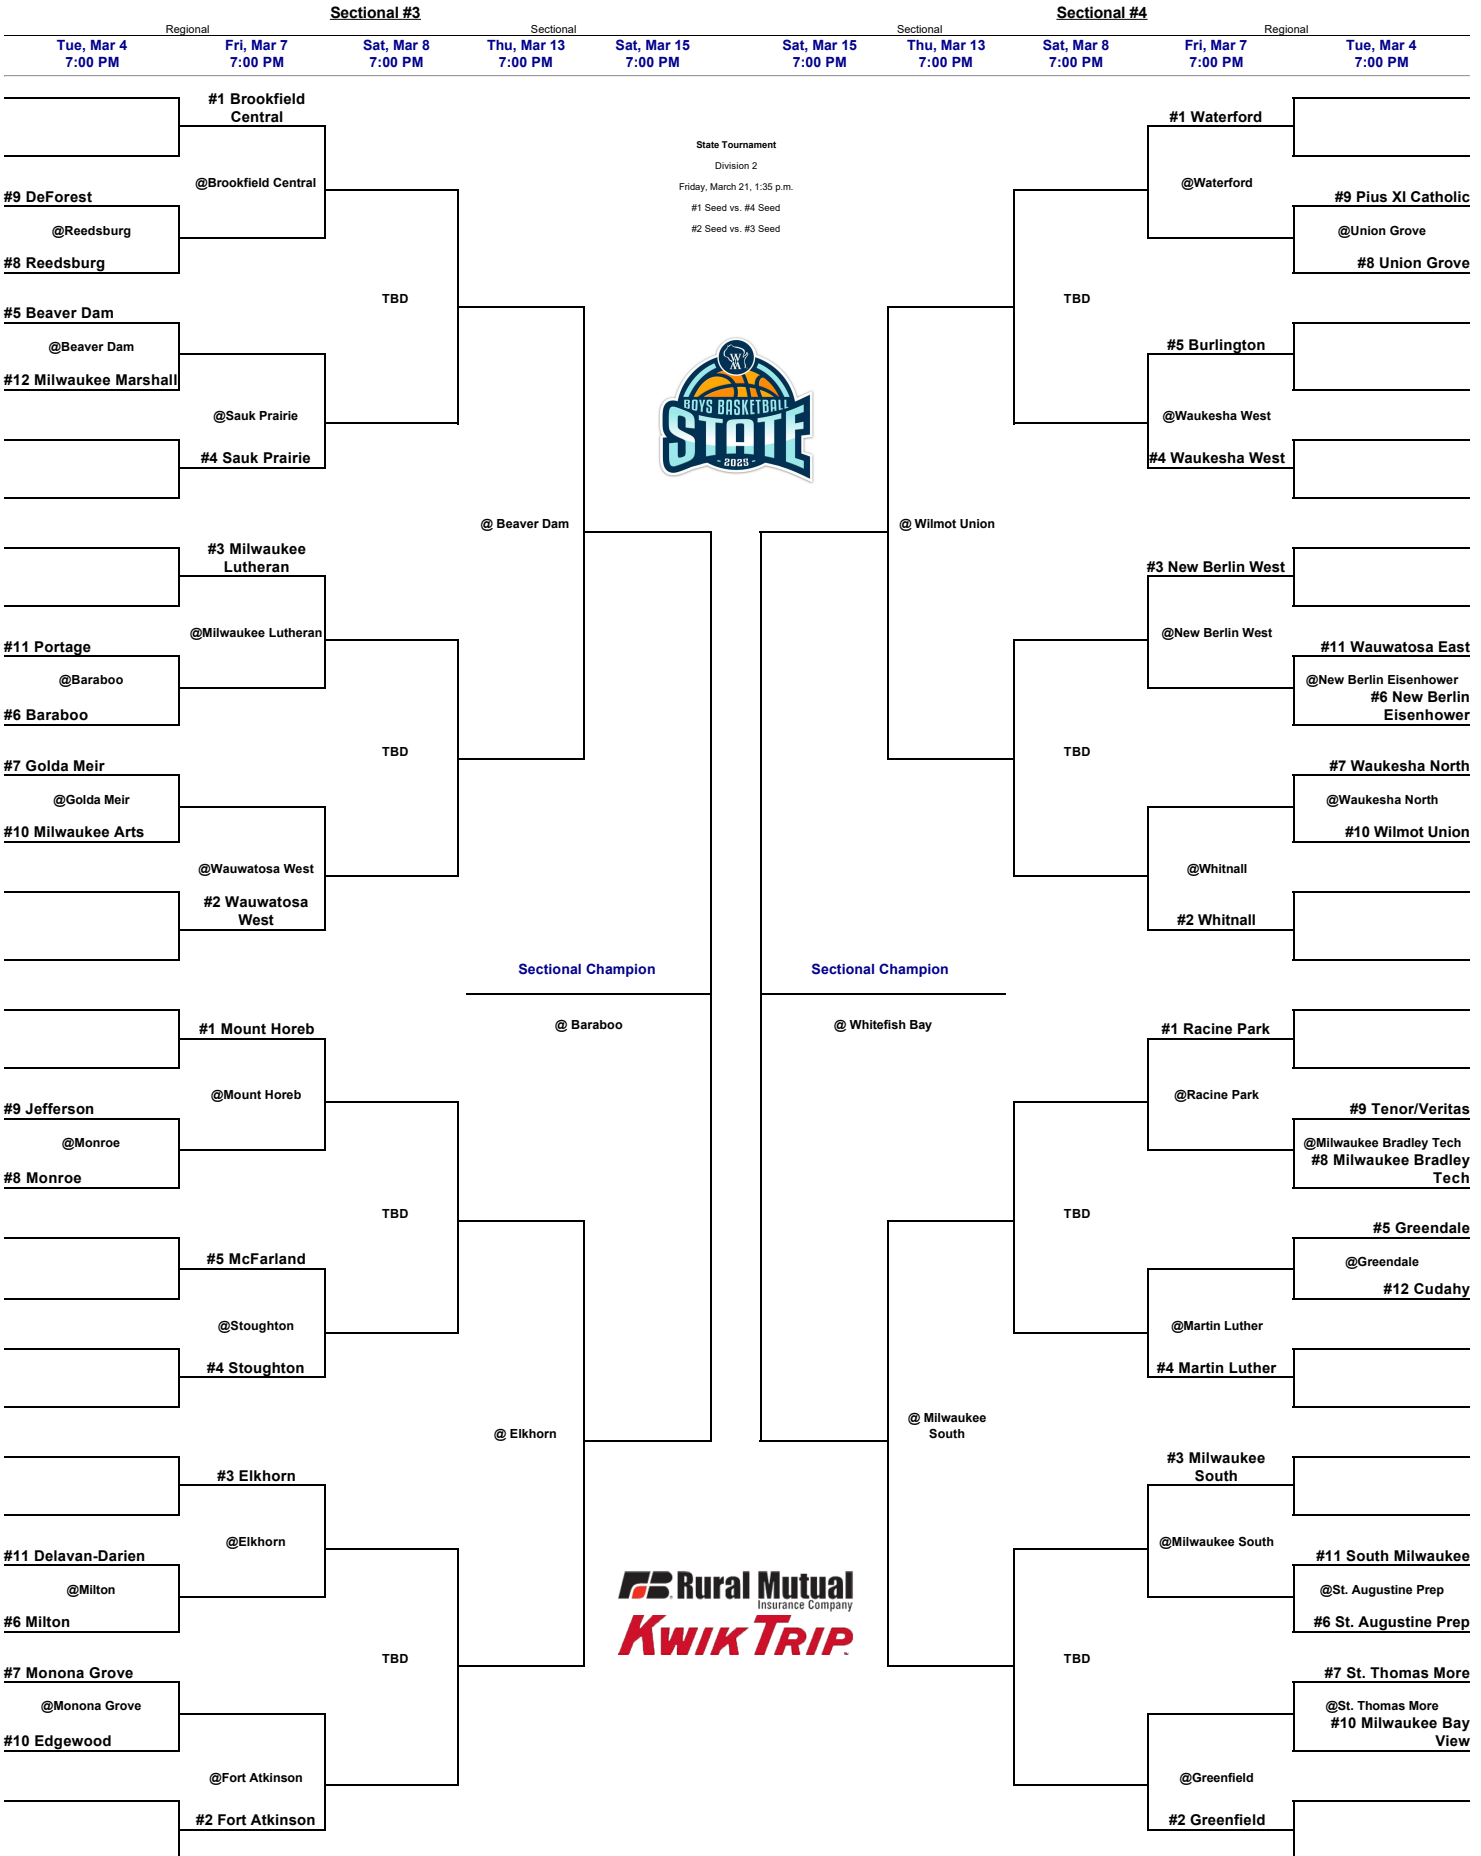 Sectional #3
Sectional #4
Regional
Sectional
Sectional
Regional
Tue, Mar 4
7:00 PM
Fri, Mar 7
7:00 PM
Sat, Mar 8
7:00 PM
Thu, Mar 13
7:00 PM
Sat, Mar 15
7:00 PM
Sat, Mar 15
7:00 PM
Thu, Mar 13
7:00 PM
Sat, Mar 8
7:00 PM
Fri, Mar 7
7:00 PM
Tue, Mar 4
7:00 PM
#1 Brookfield
Central
@Brookfield Central
#9 DeForest
@Reedsburg
#8 Reedsburg
TBD
#5 Beaver Dam
@Beaver Dam
#12 Milwaukee Marshall
@Sauk Prairie
#4 Sauk Prairie
@ Beaver Dam
#3 Milwaukee
Lutheran
@Milwaukee Lutheran
#11 Portage
@Baraboo
#6 Baraboo
TBD
#7 Golda Meir
@Golda Meir
#10 Milwaukee Arts
@Wauwatosa West
#2 Wauwatosa
West
Sectional Champion
@ Baraboo
#1 Mount Horeb
@Mount Horeb
#9 Jefferson
@Monroe
#8 Monroe
TBD
#5 McFarland
@Stoughton
#4 Stoughton
@ Elkhorn
#3 Elkhorn
@Elkhorn
#11 Delavan-Darien
@Milton
#6 Milton
TBD
#7 Monona Grove
@Monona Grove
#10 Edgewood
@Fort Atkinson
#2 Fort Atkinson
State Tournament
Division 2
Friday, March 21, 1:35 p.m.
#1 Seed vs. #4 Seed
#2 Seed vs. #3 Seed
BOYS BASKETBALL
STATE
- 2025 -
Rural Mutual
Insurance Company
KWIK TRIP
#1 Waterford
@Waterford
#9 Pius XI Catholic
@Union Grove
#8 Union Grove
TBD
#5 Burlington
@Waukesha West
#4 Waukesha West
@ Wilmot Union
#3 New Berlin West
@New Berlin West
#11 Wauwatosa East
@New Berlin Eisenhower
#6 New Berlin
Eisenhower
TBD
#7 Waukesha North
@Waukesha North
#10 Wilmot Union
@Whitnall
#2 Whitnall
Sectional Champion
@ Whitefish Bay
#1 Racine Park
@Racine Park
#9 Tenor/Veritas
@Milwaukee Bradley Tech
#8 Milwaukee Bradley
Tech
TBD
#5 Greendale
@Greendale
#12 Cudahy
@Martin Luther
#4 Martin Luther
@ Milwaukee
South
#3 Milwaukee
South
@Milwaukee South
#11 South Milwaukee
@St. Augustine Prep
#6 St. Augustine Prep
TBD
#7 St. Thomas More
@St. Thomas More
#10 Milwaukee Bay
View
@Greenfield
#2 Greenfield